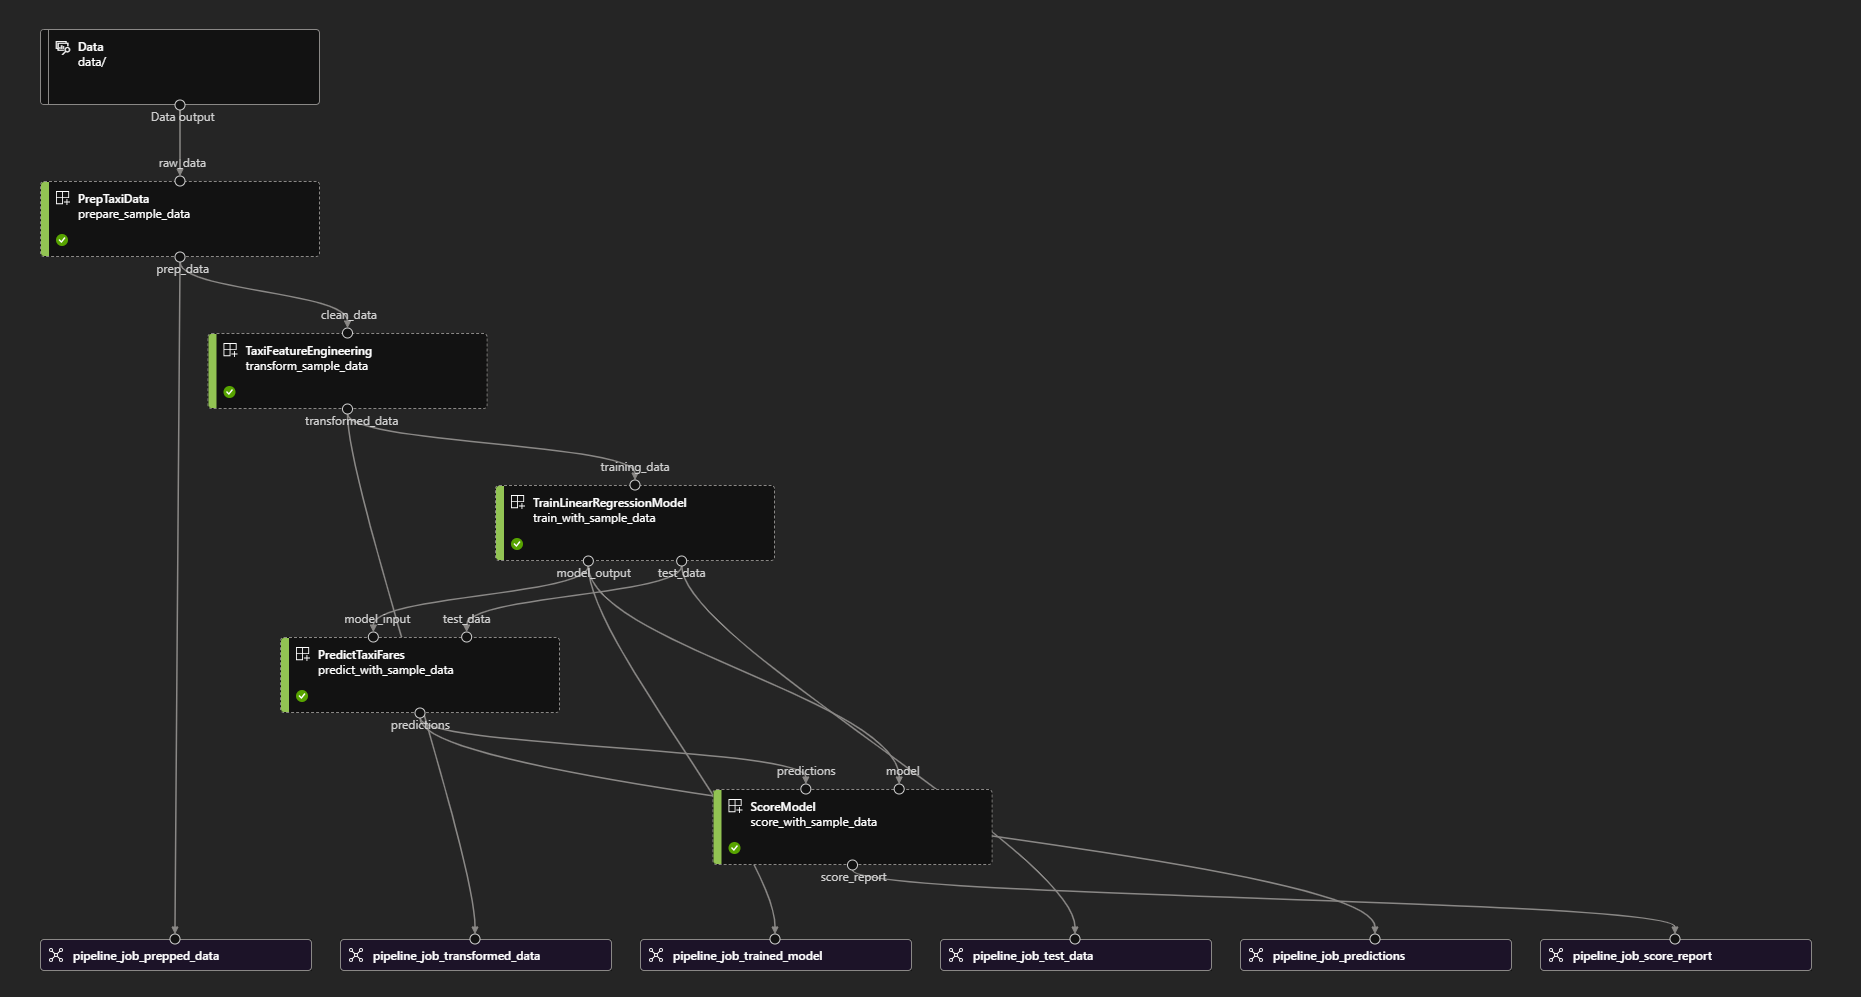 Data
data/
Data output
raw_data
PrepTaxiData
prepare_sample_data
prep_data
clean_data
TaxiFeatureEngineering
transform_sample_data
transformed_data
training_data
TrainLinearRegressionModel
train_with_sample_data
model_output
test_data
model_input
test_data
PredictTaxiFares
predict_with_sample_data
predictions
predictions
model
ScoreModel
score_with_sample_data
score_report
pipeline_job_prepped_data
pipeline_job_transformed_data
pipeline_job_trained_model
pipeline_job_test_data
pipeline_job_predictions
pipeline_job_score_report